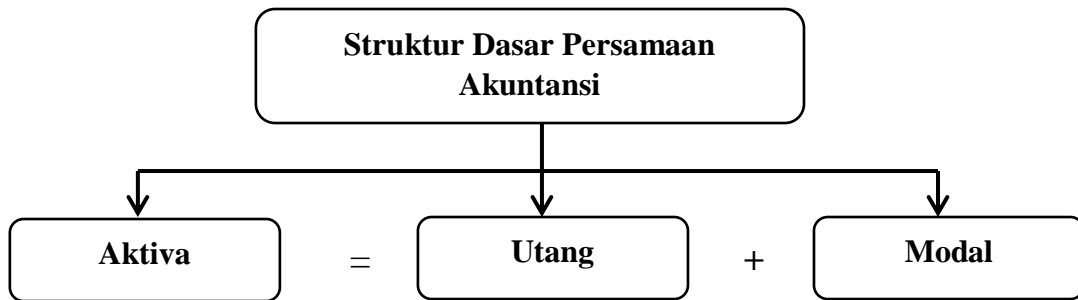 Struktur Dasar Persamaan
Akuntansi
Aktiva = Utang + Modal